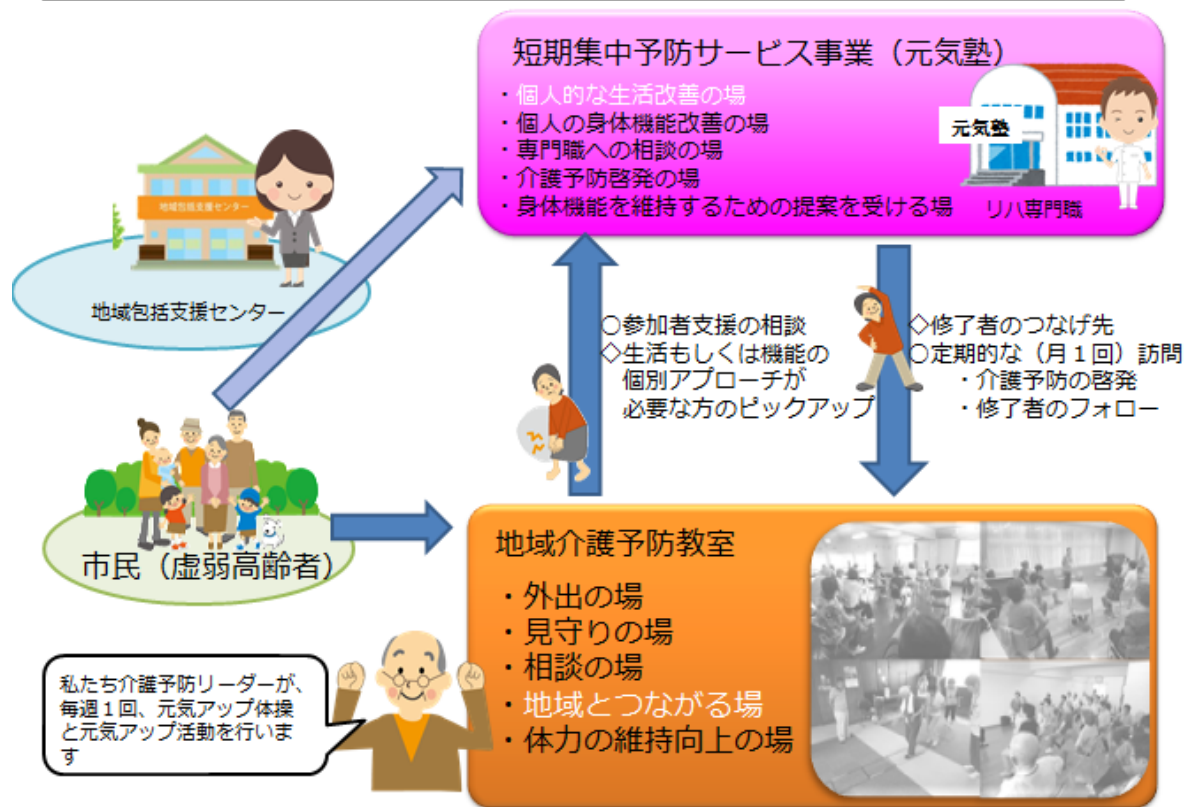 短期集中予防サービス事業（元気塾）
・個人的な生活改善の場
・個人の身体機能改善の場
・専門職への相談の場
・介護予防啓発の場
・身体機能を維持するための提案を受ける場
元気塾
リハ専門職
地域包括支援センター
地域包括支援センター
○参加者支援の相談
◇生活もしくは機能の
個別アプローチが
必要な方のピックアップ
◇修了者のつなげ先
○定期的な（月１回）訪問
・介護予防の啓発
・修了者のフォロー
市民（虚弱高齢者）
地域介護予防教室
・外出の場
・見守りの場
・相談の場
・地域とつながる場
・体力の維持向上の場
私たち介護予防リーダーが、
毎週１回、元気アップ体操
と元気アップ活動を行いま
す